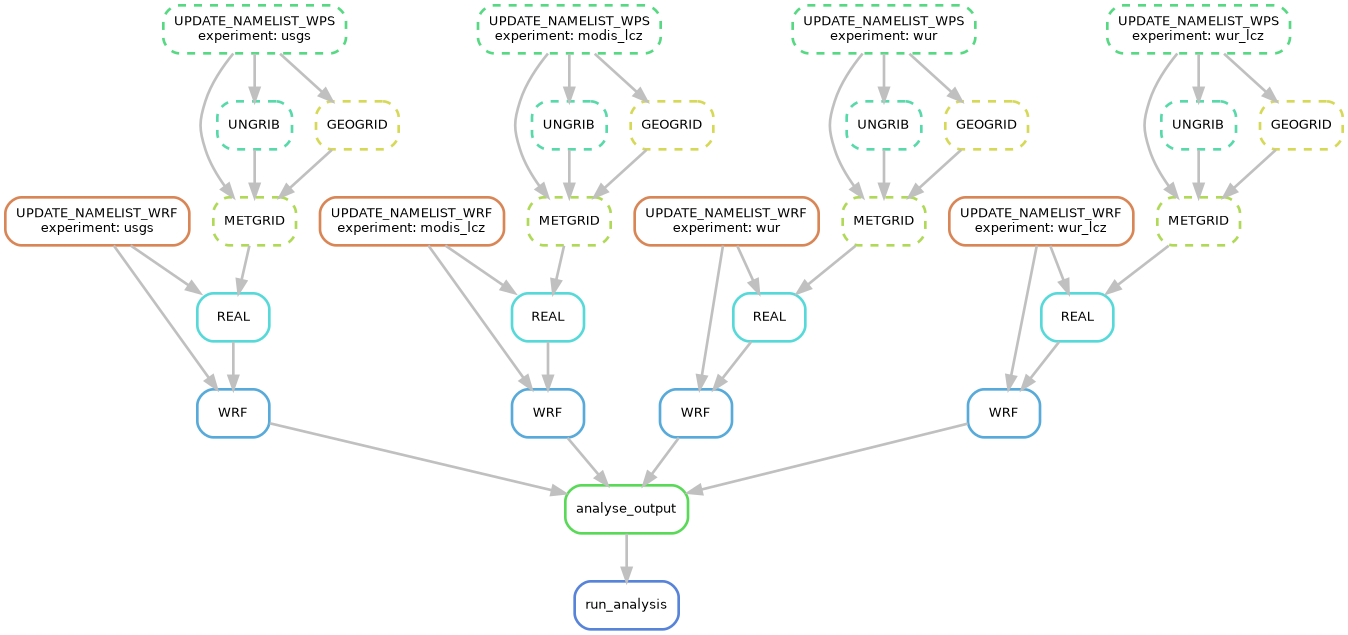 UPDATE_NAMELIST_WPS
experiment: usgs
UPDATE_NAMELIST_WPS
experiment: modis_lcz
UPDATE_NAMELIST_WPS
experiment: wur
UPDATE_NAMELIST_WPS
experiment: wur_lcz
UNGRIB
GEOGRID
UNGRIB
GEOGRID
UNGRIB
GEOGRID
UNGRIB
GEOGRID
UPDATE_NAMELIST_WRF
experiment: usgs
METGRID
UPDATE_NAMELIST_WRF
experiment: modis_lcz
METGRID
UPDATE_NAMELIST_WRF
experiment: wur
METGRID
UPDATE_NAMELIST_WRF
experiment: wur_lcz
METGRID
REAL
REAL
REAL
REAL
WRF
WRF
WRF
WRF
analyse_output
run_analysis